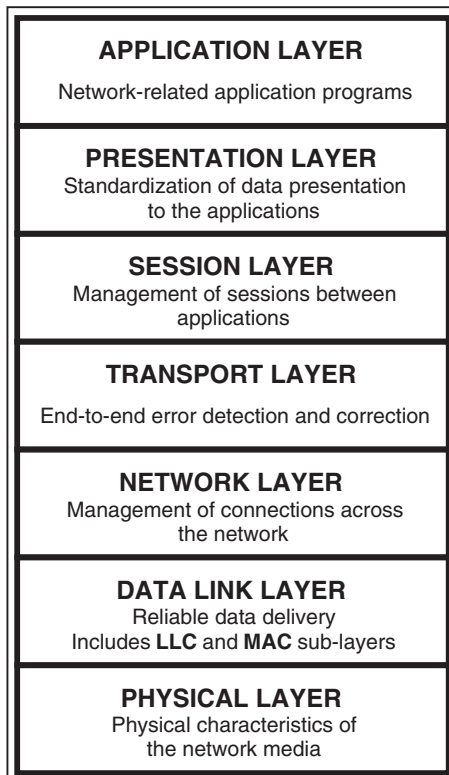 APPLICATION LAYER
Network-related application programs
PRESENTATION LAYER
Standardization of data presentation
to the applications
SESSION LAYER
Management of sessions between
applications
TRANSPORT LAYER
End-to-end error detection and correction
NETWORK LAYER
Management of connections across
the network
DATA LINK LAYER
Reliable data delivery
Includes LLC and MAC sub-layers
PHYSICAL LAYER
Physical characteristics of
the network media